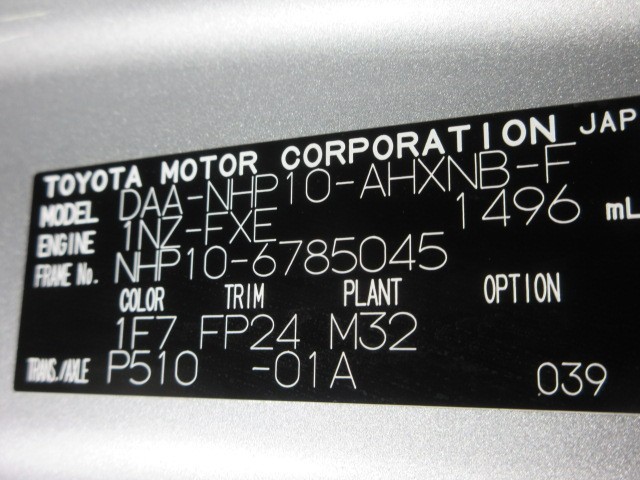 TOYOTA MOTOR CORPORATION JAP
MODEL DAA-NHP10-AHXNB-F
ENGINE 1NZ-FXE 1496 mL
FRAME No. NHP10-6785045
COLOR TRIM PLANT OPTION
1F7 FP24 M32
TRANS./AXLE P510 -01A 039